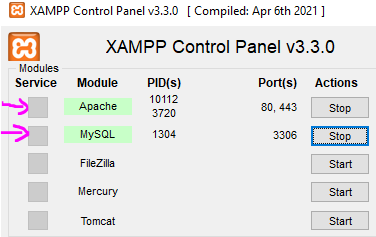 XAMPP Control Panel v3.3.0 [ Compiled: Apr 6th 2021 ]
XAMPP Control Panel v3.3.0
Modules
Service Module PID(s) Port(s) Actions
Apache 10112 3720 80, 443 Stop
MySQL 1304 3306 Stop
FileZilla Start
Mercury Start
Tomcat Start